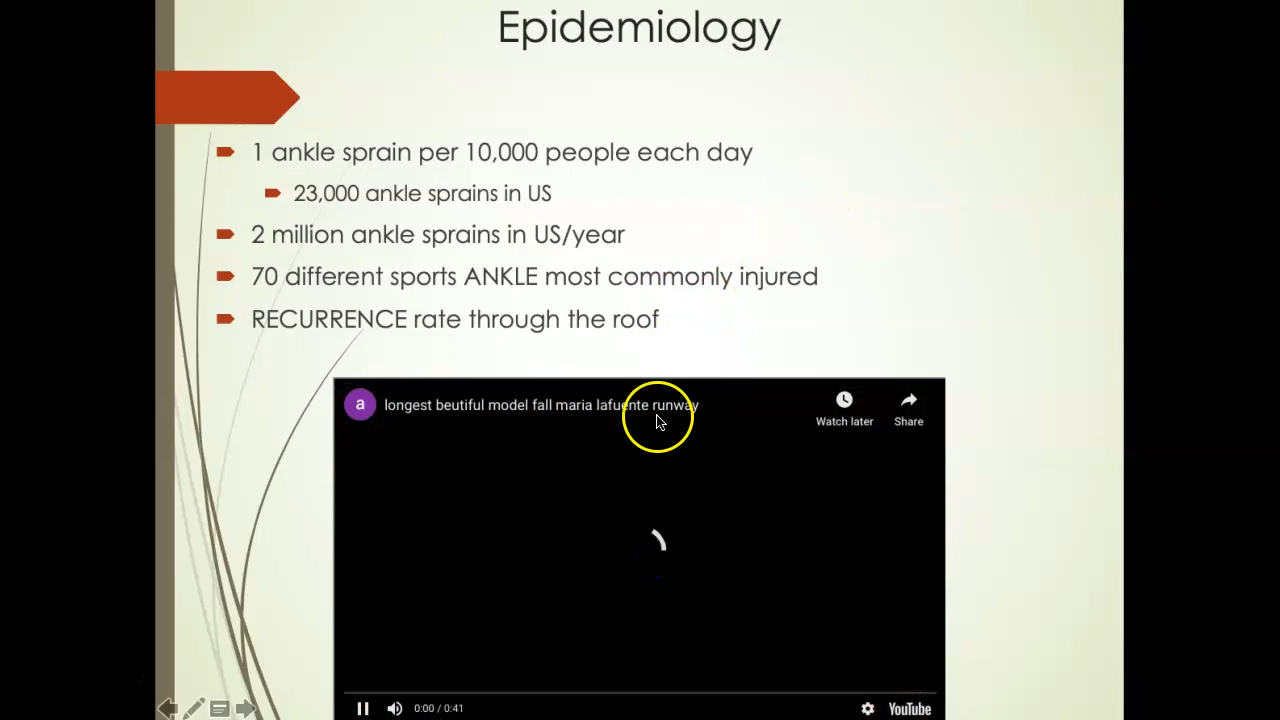 Epidemiology
1 ankle sprain per 10,000 people each day
23,000 ankle sprains in US
2 million ankle sprains in US/year
70 different sports ANKLE most commonly injured
RECURRENCE rate through the roof
a
longest beutiful model fall maria lafuente runway
Watch later
Share
0:00 / 0:41
YouTube